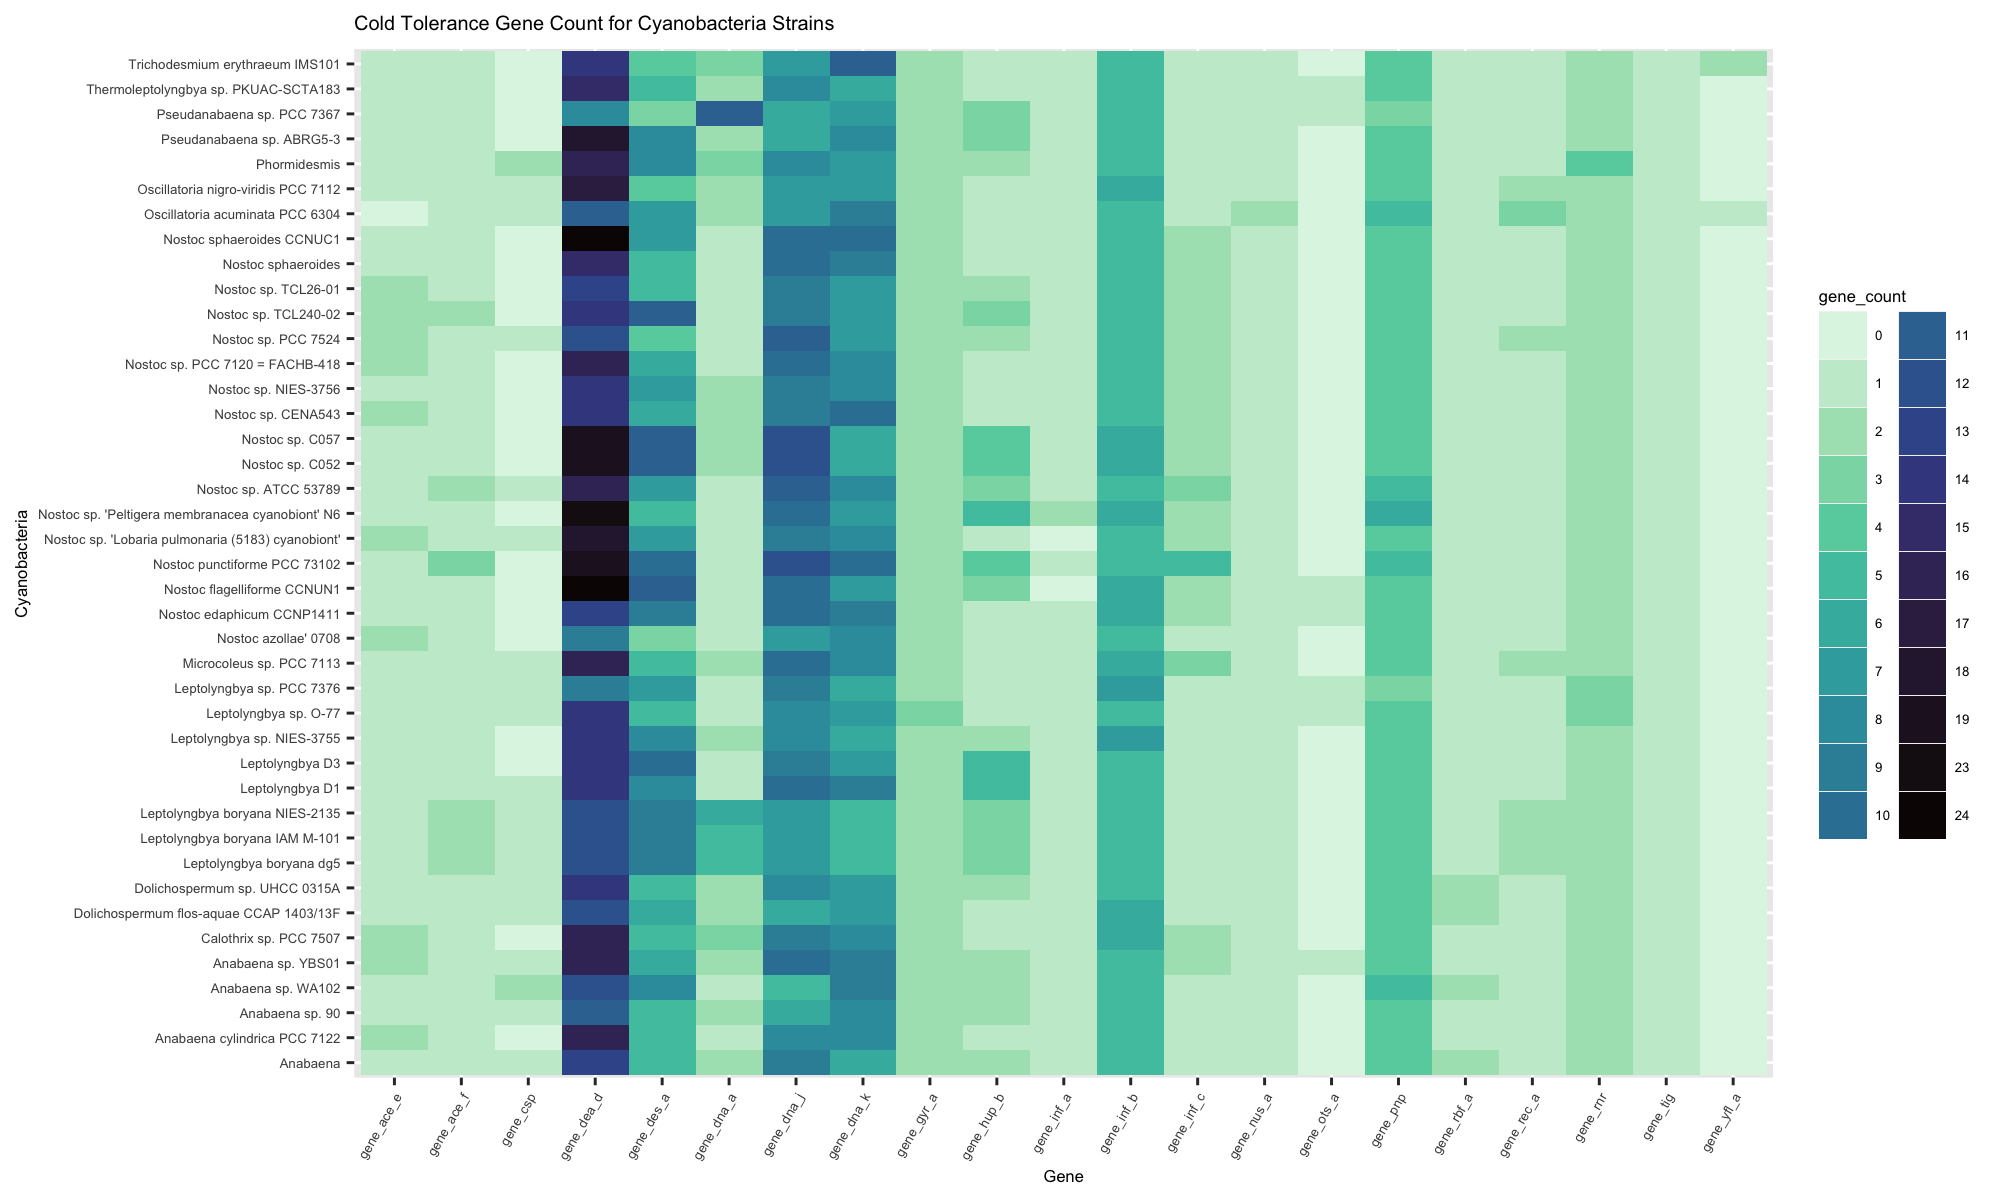 Cold Tolerance Gene Count for Cyanobacteria Strains
Trichodesmium erythraeum IMS101
Thermoleptolyngbya sp. PKUAC-SCTA183
Pseudanabaena sp. PCC 7367
Pseudanabaena sp. ABRG5-3
Phormidesmis
Oscillatoria nigro-viridis PCC 7112
Oscillatoria acuminata PCC 6304
Nostoc sphaeroides CCNUC1
Nostoc sphaeroides
Nostoc sp. TCL26-01
Nostoc sp. TCL240-02
Nostoc sp. PCC 7524
Nostoc sp. PCC 7120 = FACHB-418
Nostoc sp. NIES-3756
Nostoc sp. CENA543
Nostoc sp. C057
Nostoc sp. C052
Nostoc sp. ATCC 53789
Nostoc sp. 'Peltigera membranacea cyanobiont' N6
Nostoc sp. 'Lobaria pulmonaria (5183) cyanobiont'
Nostoc punctiforme PCC 73102
Nostoc flagelliforme CCNUN1
Nostoc edaphicum CCNP1411
Nostoc azollae' 0708
Microcoleus sp. PCC 7113
Leptolyngbya sp. PCC 7376
Leptolyngbya sp. O-77
Leptolyngbya sp. NIES-3755
Leptolyngbya D3
Leptolyngbya D1
Leptolyngbya boryana NIES-2135
Leptolyngbya boryana IAM M-101
Leptolyngbya boryana dg5
Dolichospermum sp. UHCC 0315A
Dolichospermum flos-aquae CCAP 1403/13F
Calothrix sp. PCC 7507
Anabaena sp. YBS01
Anabaena sp. WA102
Anabaena sp. 90
Anabaena cylindrica PCC 7122
Anabaena
Cyanobacteria
gene_ace_e
gene_ace_f
gene_csp
gene_dea_d
gene_des_a
gene_dna_a
gene_dna_j
gene_dna_k
gene_gyr_a
gene_hup_b
gene_inf_a
gene_inf_b
gene_inf_c
gene_nus_a
gene_ots_a
gene_pnp
gene_rbf_a
gene_rec_a
gene_rnr
gene_tig
gene_yfl_a
Gene
gene_count
0 11
1 12
2 13
3 14
4 15
5 16
6 17
7 18
8 19
9 23
10 24